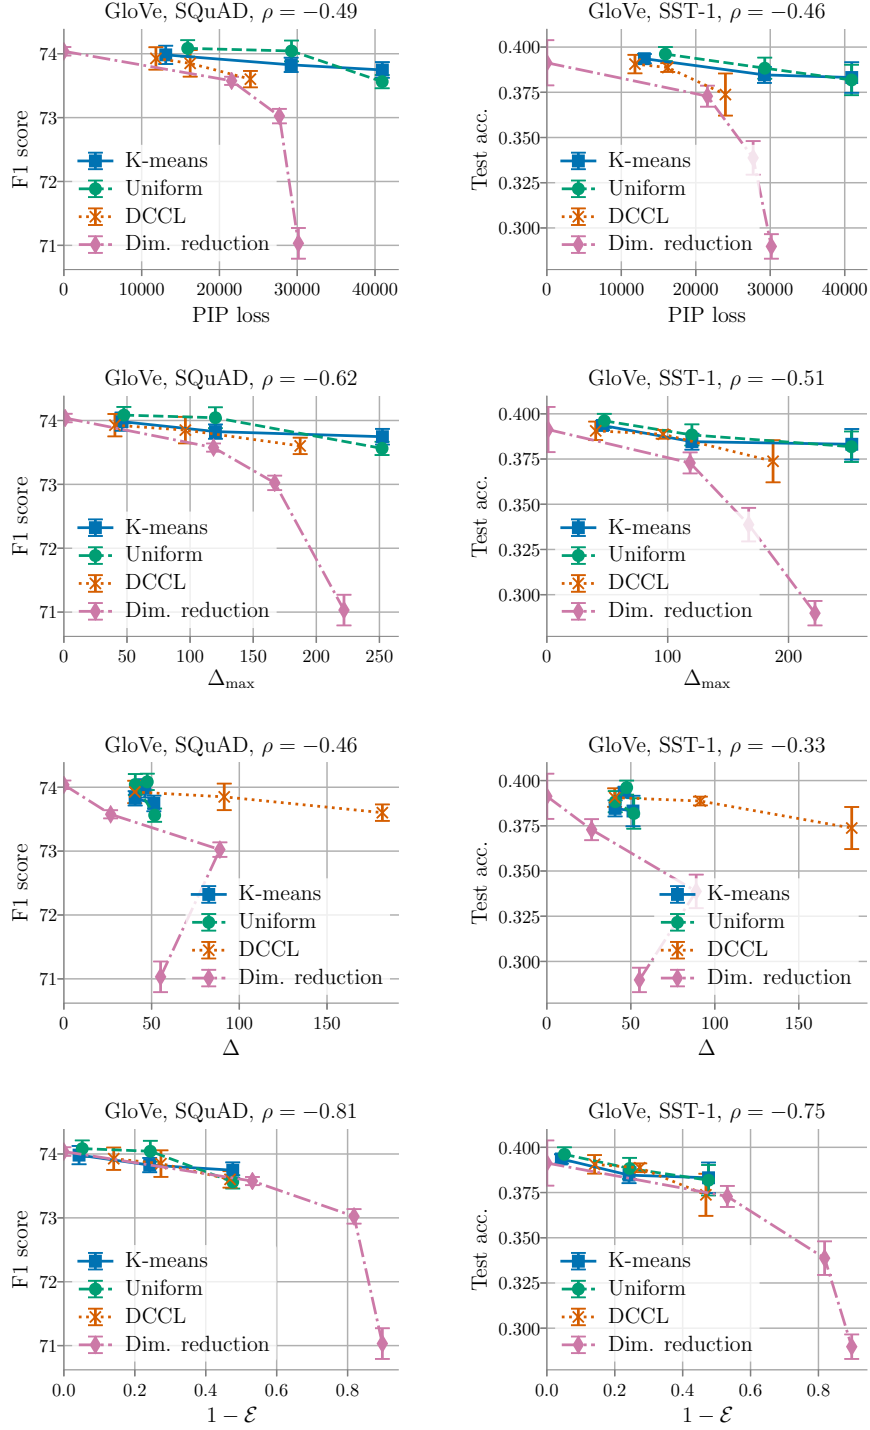 GloVe, SQuAD, ρ = −0.49
74
73
72
71
F1 score
K-means
Uniform
DCCL
Dim. reduction
0 10000 20000 30000 40000
PIP loss
GloVe, SST-1, ρ = −0.46
0.400
0.375
0.350
0.325
0.300
Test acc.
K-means
Uniform
DCCL
Dim. reduction
0 10000 20000 30000 40000
PIP loss
GloVe, SQuAD, ρ = −0.62
74
73
72
71
F1 score
K-means
Uniform
DCCL
Dim. reduction
0 50 100 150 200 250
Δmax
GloVe, SST-1, ρ = −0.51
0.400
0.375
0.350
0.325
0.300
Test acc.
K-means
Uniform
DCCL
Dim. reduction
0 100 200
Δmax
GloVe, SQuAD, ρ = −0.46
74
73
72
71
F1 score
K-means
Uniform
DCCL
Dim. reduction
0 50 100 150
Δ
GloVe, SST-1, ρ = −0.33
0.400
0.375
0.350
0.325
0.300
Test acc.
K-means
Uniform
DCCL
Dim. reduction
0 50 100 150
Δ
GloVe, SQuAD, ρ = −0.81
74
73
72
71
F1 score
K-means
Uniform
DCCL
Dim. reduction
0.0 0.2 0.4 0.6 0.8
1 − ℰ
GloVe, SST-1, ρ = −0.75
0.400
0.375
0.350
0.325
0.300
Test acc.
K-means
Uniform
DCCL
Dim. reduction
0.0 0.2 0.4 0.6 0.8
1 − ℰ